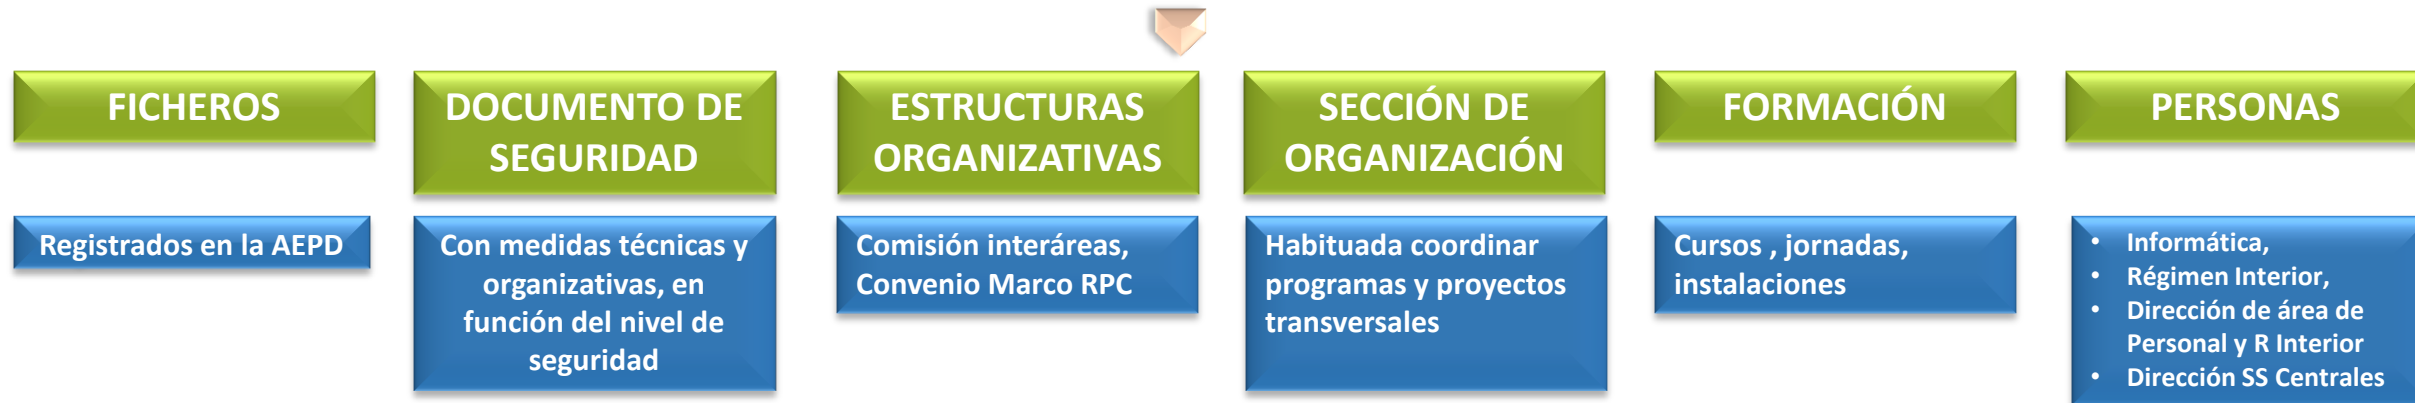 FICHEROS
Registrados en la AEPD
DOCUMENTO DE
SEGURIDAD
Con medidas técnicas y
organizativas, en
función del nivel de
seguridad
ESTRUCTURAS
ORGANIZATIVAS
Comisión interáreas,
Convenio Marco RPC
SECCIÓN DE
ORGANIZACIÓN
Habituada coordinar
programas y proyectos
transversales
FORMACIÓN
Cursos , jornadas,
instalaciones
PERSONAS
• Informática,
• Régimen Interior,
• Dirección de área de
Personal y R Interior
• Dirección SS Centrales